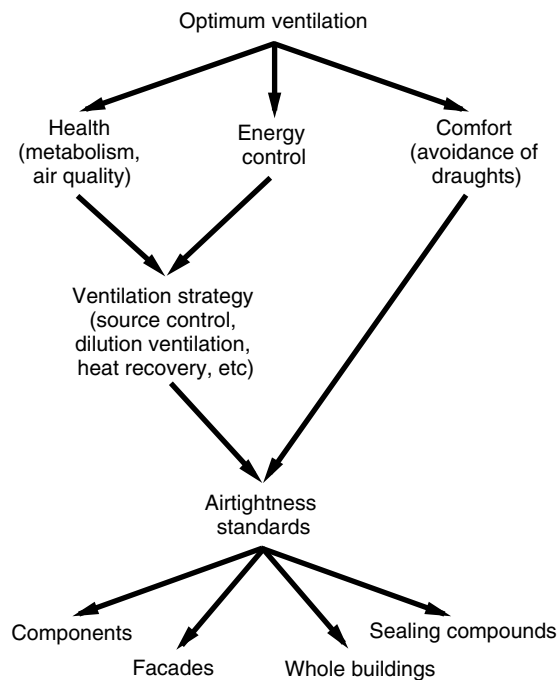 Optimum ventilation
Health
(metabolism,
air quality)
Energy
control
Comfort
(avoidance of
draughts)
Ventilation strategy
(source control,
dilution ventilation,
heat recovery, etc)
Airtightness
standards
Components
Facades
Whole buildings
Sealing compounds